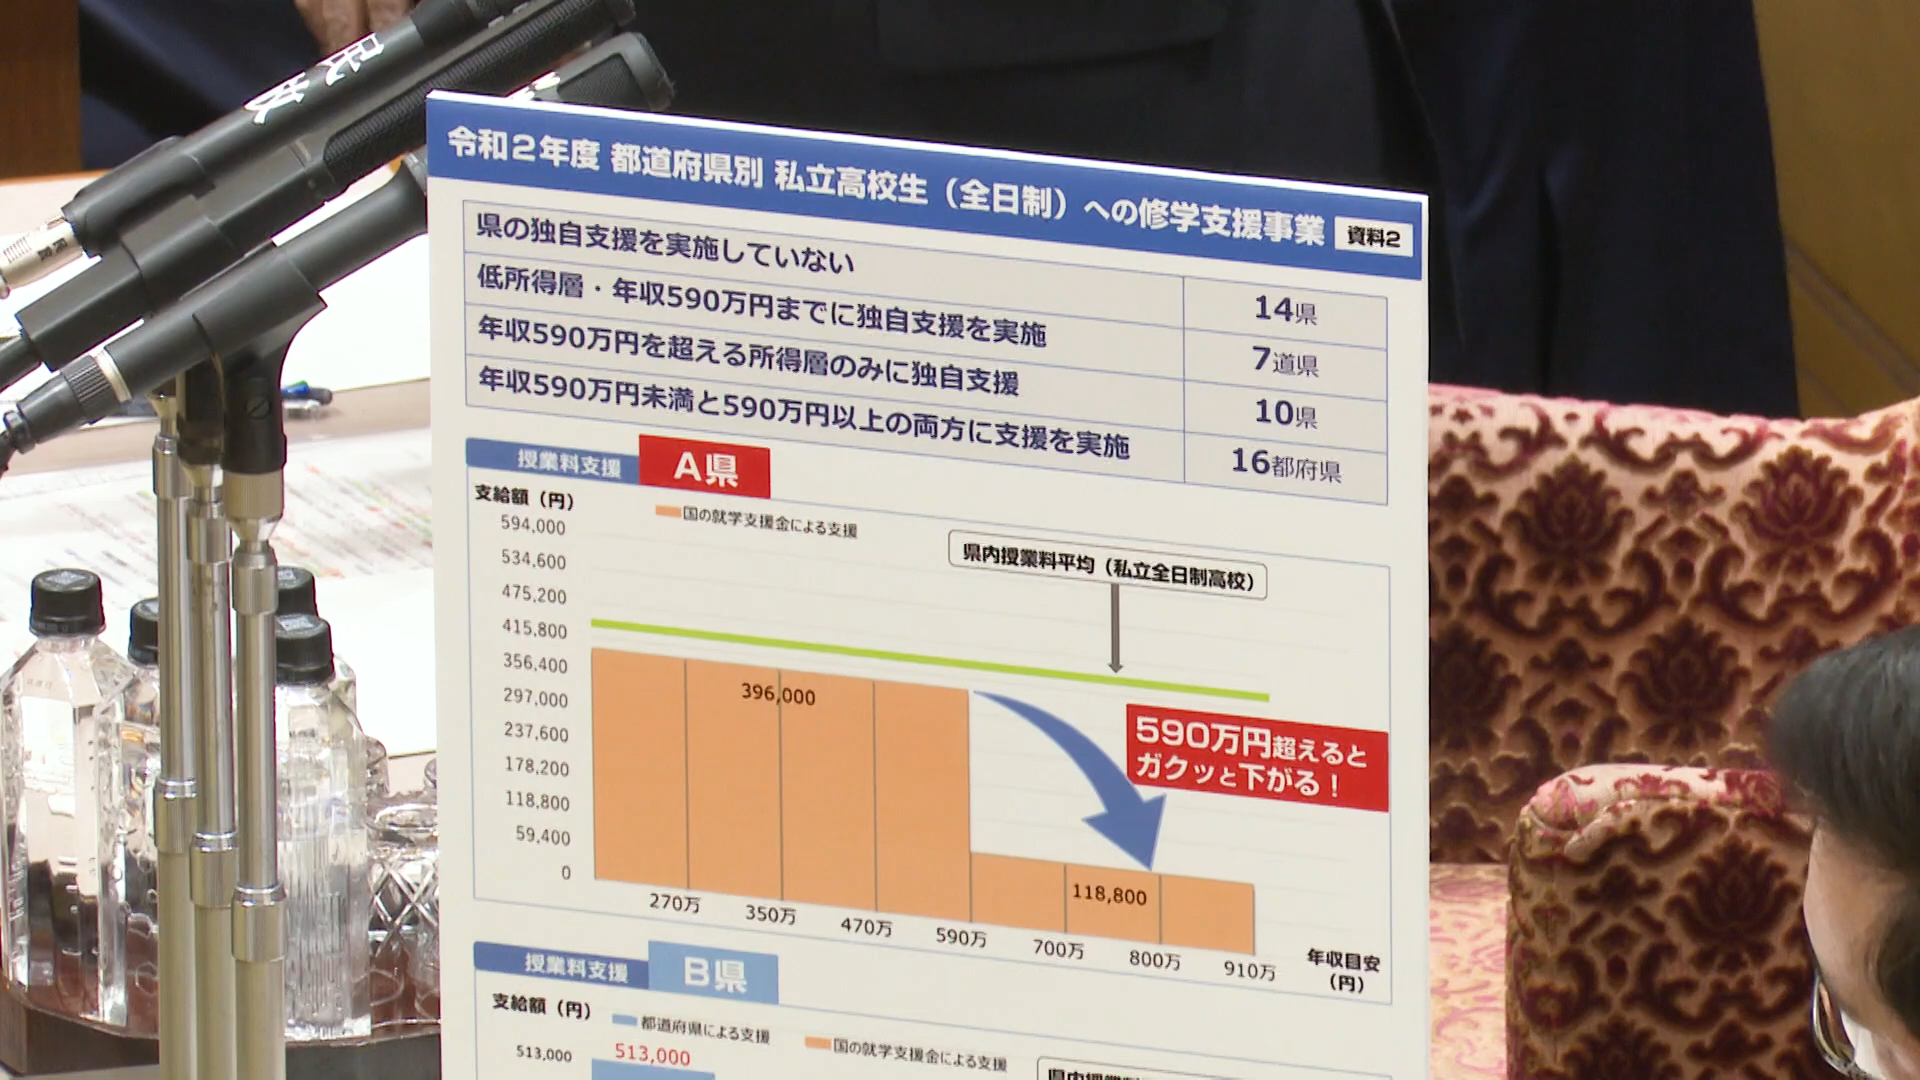 令和2年度 都道府県別 私立高校生（全日制）への修学支援事業 資料2
県の独自支援を実施していない 14県
低所得層・年収590万円までに独自支援を実施 7道県
年収590万円を超える所得層のみに独自支援 10県
年収590万円未満と590万円以上の両方に支援を実施 16都府県
授業料支援 A県
支給額（円）
国の就学支援金による支援
県内授業料平均（私立全日制高校）
594,000
534,600
475,200
415,800
356,400
297,000
237,600
178,200
118,800
59,400
0
396,000
590万円超えると
ガクッと下がる！
118,800
270万 350万 470万 590万 700万 800万 910万
年収目安
（円）
授業料支援 B県
支給額（円）
都道府県による支援
国の就学支援金による支援
513,000
513,000